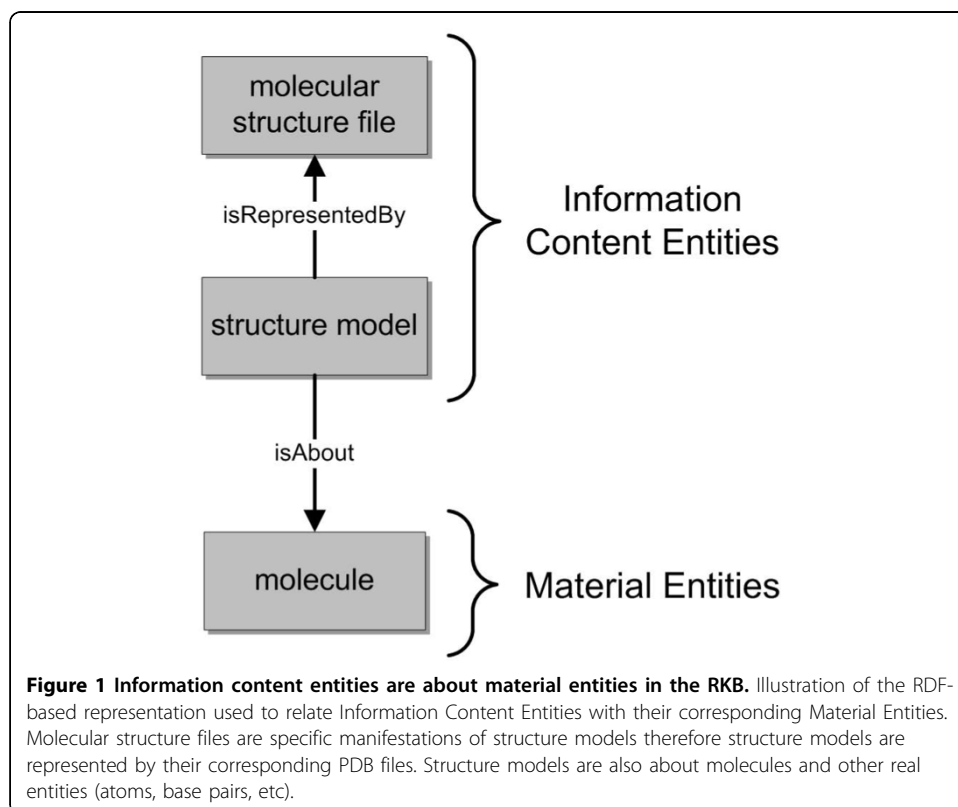 molecular
structure file
isRepresentedBy
Information
Content Entities
structure model
isAbout
molecule
Material Entities
Figure 1 Information content entities are about material entities in the RKB. Illustration of the RDF-
based representation used to relate Information Content Entities with their corresponding Material Entities.
Molecular structure files are specific manifestations of structure models therefore structure models are
represented by their corresponding PDB files. Structure models are also about molecules and other real
entities (atoms, base pairs, etc).